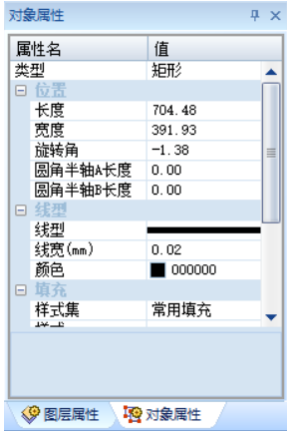 对象属性
属性名 值
类型 矩形
位置
长度 704.48
宽度 391.93
旋转角 -1.38
圆角半轴A长度 0.00
圆角半轴B长度 0.00
线型
线型
线宽(mm) 0.02
颜色 000000
填充
样式集 常用填充
图层属性 对象属性